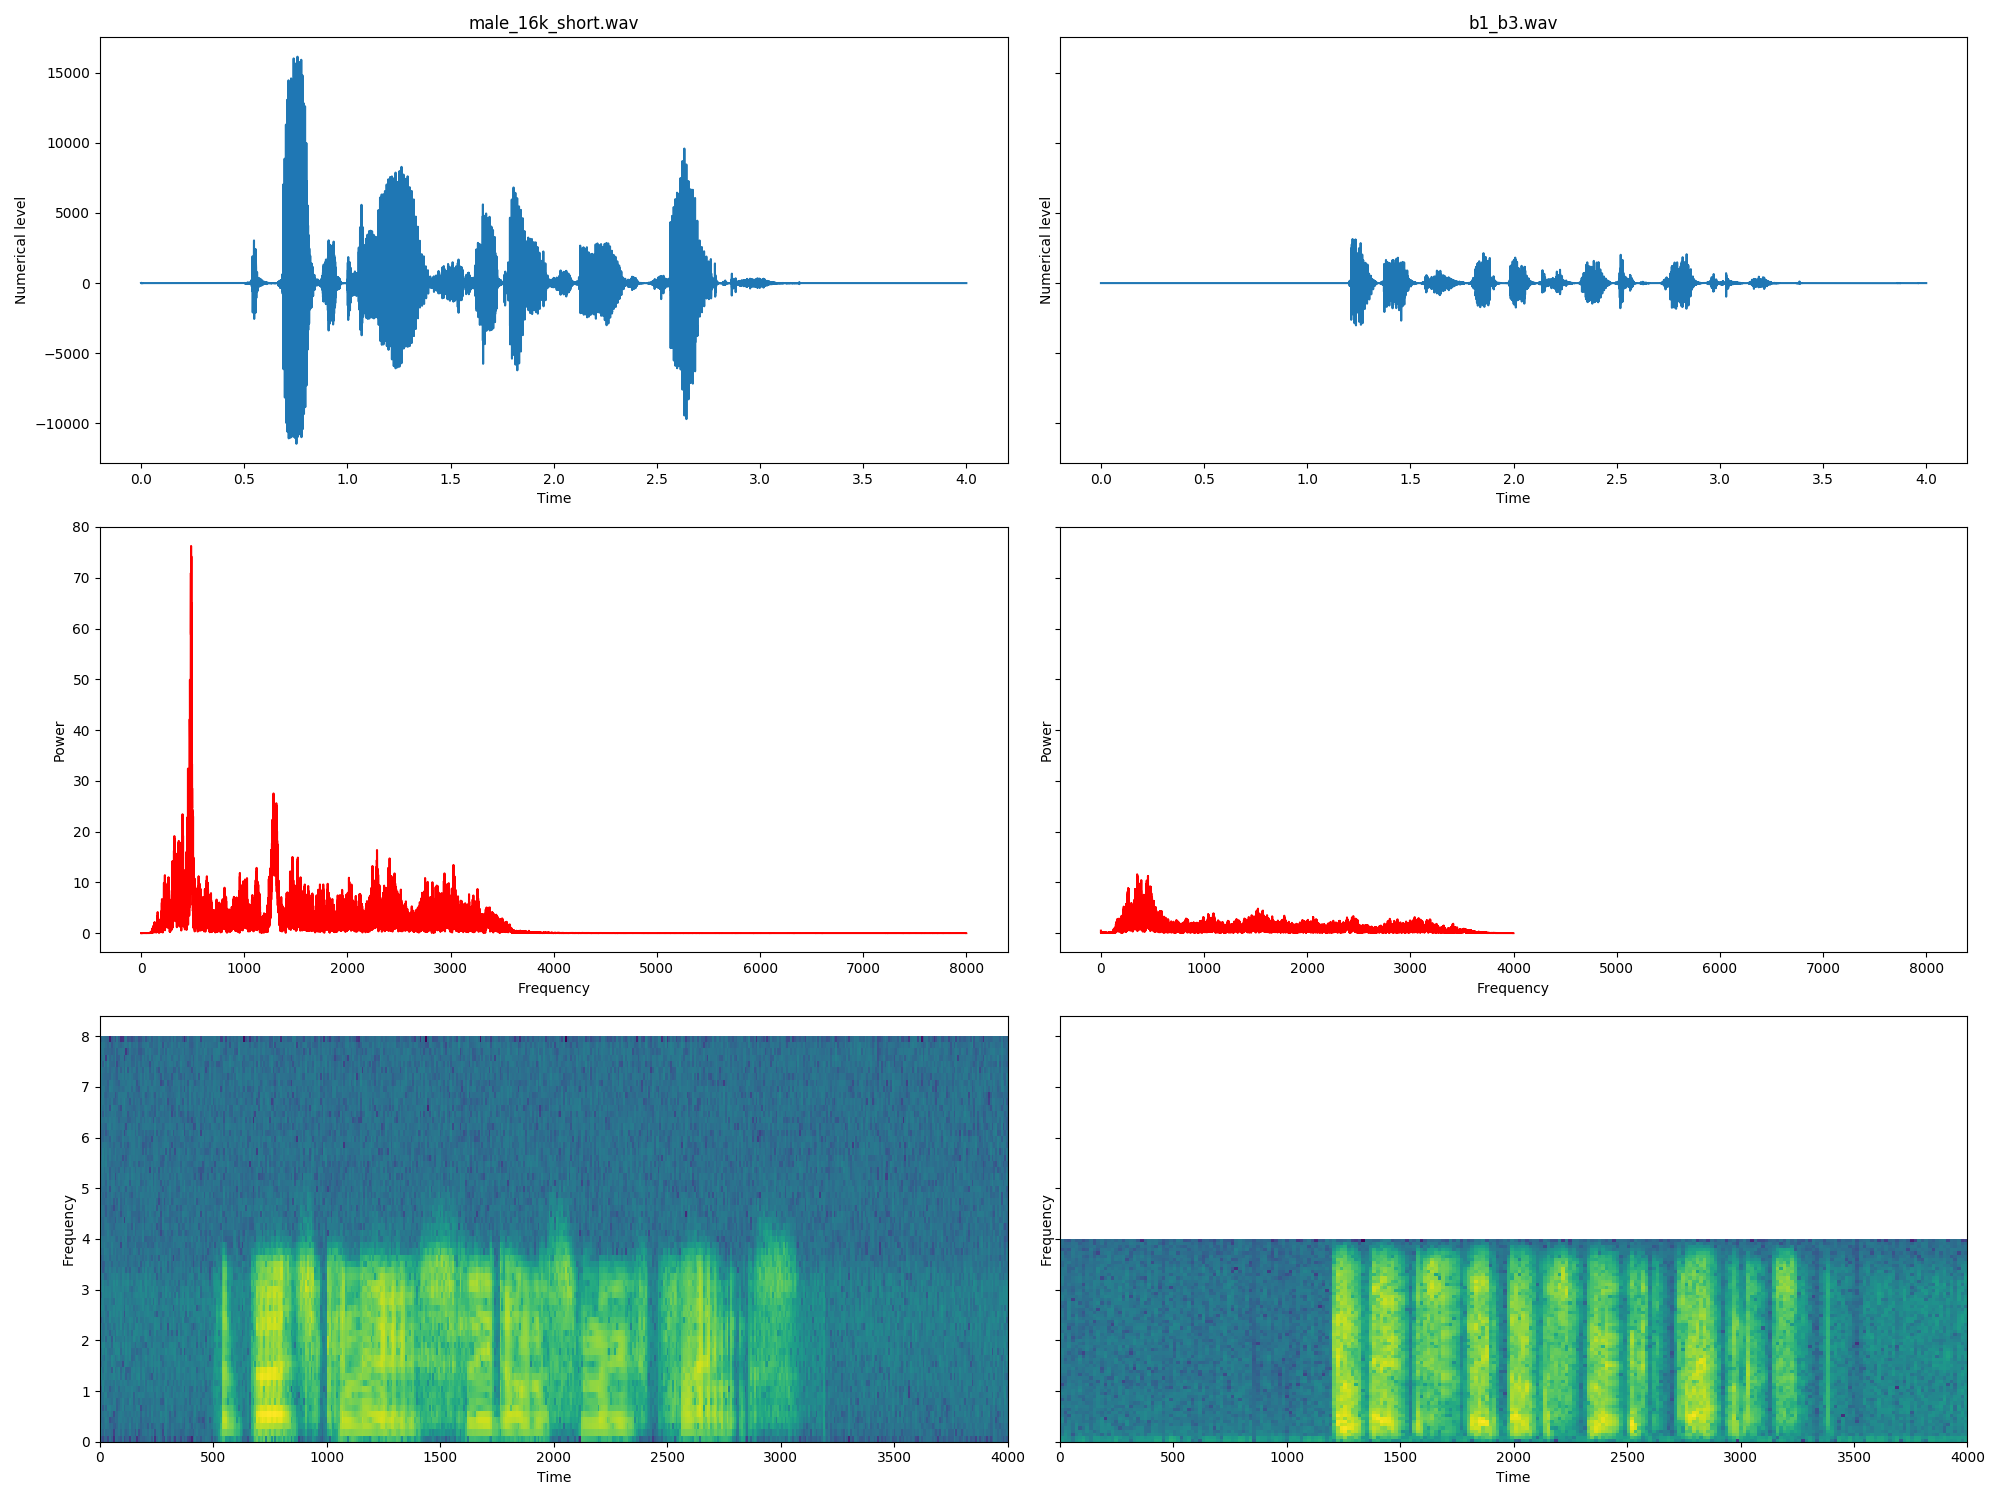 male_16k_short.wav
b1_b3.wav
Numerical level
15000
10000
5000
0
−5000
−10000
0.0 0.5 1.0 1.5 2.0 2.5 3.0 3.5 4.0
Time
Numerical level
0.0 0.5 1.0 1.5 2.0 2.5 3.0 3.5 4.0
Time
Power
80
70
60
50
40
30
20
10
0
0 1000 2000 3000 4000 5000 6000 7000 8000
Frequency
Power
0 1000 2000 3000 4000 5000 6000 7000 8000
Frequency
Frequency
8
7
6
5
4
3
2
1
0
0 500 1000 1500 2000 2500 3000 3500 4000
Time
Frequency
0 500 1000 1500 2000 2500 3000 3500 4000
Time